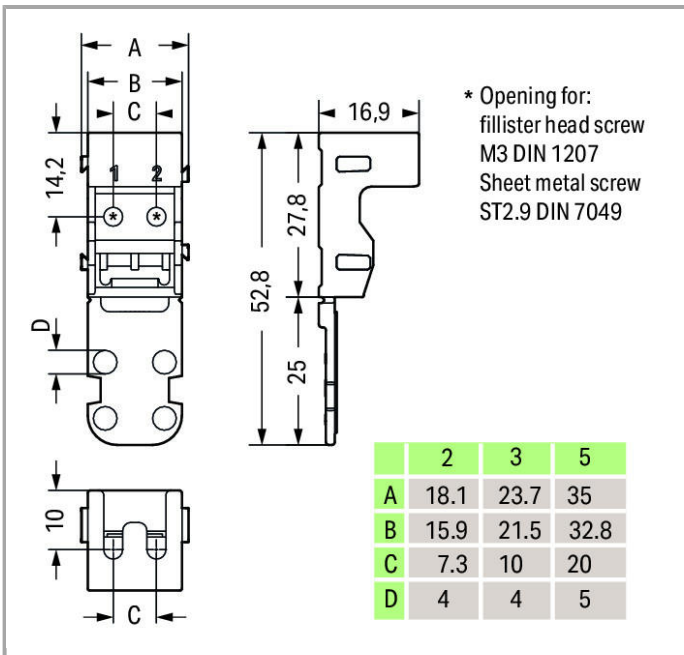 A
B
C
14,2
1 2
* *
D
16,9
27,8
52,8
25
* Opening for:
fillister head screw
M3 DIN 1207
Sheet metal screw
ST2.9 DIN 7049
10
C
2 3 5
A 18.1 23.7 35
B 15.9 21.5 32.8
C 7.3 10 20
D 4 4 5